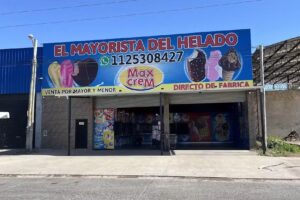 EL MAYORISTA DEL HELADO
1125308427
Max
creM
VENTA POR MAYOR Y MENOR
DIRECTO DE FABRICA